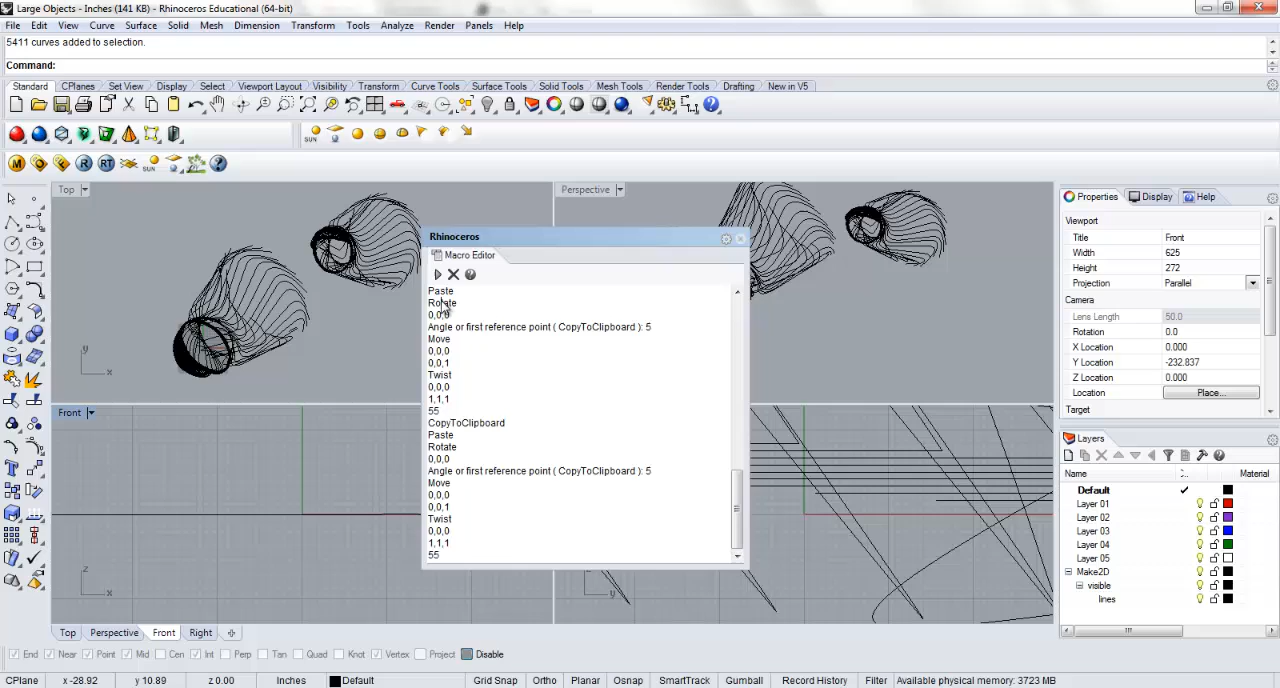 Large Objects - Inches (141 KB) - Rhinoceros Educational (64-bit)
File Edit View Curve Surface Solid Mesh Dimension Transform Tools Analyze Render Panels Help
5411 curves added to selection.
Command:
Standard CPlanes Set View Display Select Viewport Layout Visibility Transform Curve Tools Surface Tools Solid Tools Mesh Tools Render Tools Drafting New in V5
SUN
M R RT SUN
Top
Perspective
Properties Display Help
Viewport
Title Front
Width 625
Height 272
Projection Parallel
Camera
Lens Length 50.0
Rotation 0.0
X Location 0.000
Y Location -232.837
Z Location 0.000
Location Place...
Target
Rhinoceros
Macro Editor
Paste
Rotate
0,0,0
Angle or first reference point ( CopyToClipboard ): 5
Move
0,0,0
0,0,1
Twist
0,0,0
1,1,1
55
CopyToClipboard
Paste
Rotate
0,0,0
Angle or first reference point ( CopyToClipboard ): 5
Move
0,0,0
0,0,1
Twist
0,0,0
1,1,1
55
y
x
Front
z
x
y
Layers
Name Material
Default
Layer 01
Layer 02
Layer 03
Layer 04
Layer 05
Make2D
visible
lines
Top Perspective Front Right
End Near Point Mid Cen Int Perp Tan Quad Knot Vertex Project Disable
CPlane x -28.92 y 10.89 z 0.00 Inches Default Grid Snap Ortho Planar Osnap SmartTrack Gumball Record History Filter Available physical memory: 3723 MB